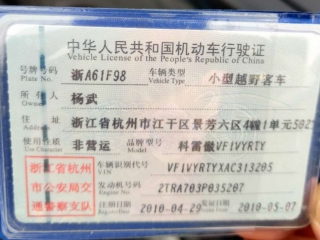 中华人民共和国机动车行驶证
Vehicle License of the People's Republic of China
号牌号码 浙A61F98 车辆类型 小型越野客车
Plate No. Vehicle Type
所有人 杨武
Owner
住址 浙江省杭州市江干区景芳六区4幢1单元502
使用性质 非营运 品牌型号 科雷傲VF1VYRTY
Use Character Model
浙江省杭州
市公安局交
通警察支队
车辆识别代号 VF1VYRTYXAC313205
VIN
发动机号码 2TRA703P035207
Engine No.
注册日期 2010-04-29 发证日期 2010-05-07